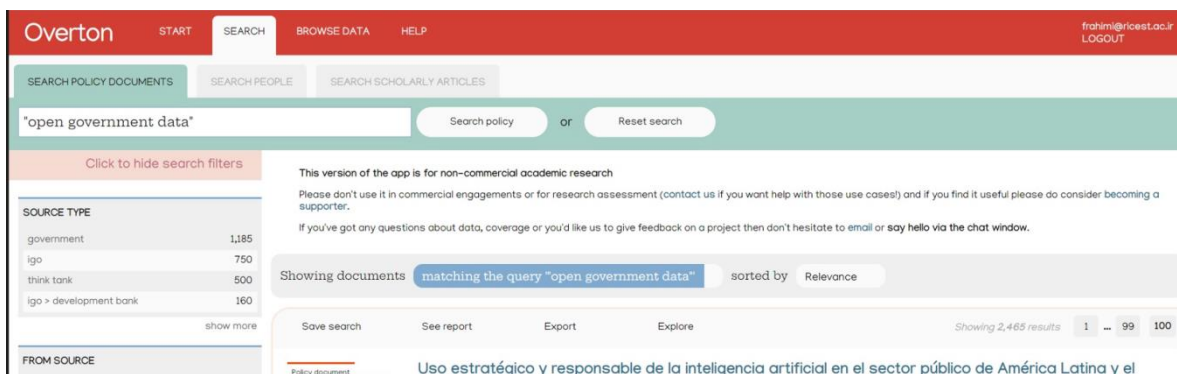 Overton START SEARCH BROWSE DATA HELP
frahimi@ricest.ac.ir
LOGOUT
SEARCH POLICY DOCUMENTS SEARCH PEOPLE SEARCH SCHOLARLY ARTICLES
"open government data" Search policy or Reset search
Click to hide search filters
This version of the app is for non-commercial academic research
Please don't use it in commercial engagements or for research assessment (contact us if you want help with those use cases!) and if you find it useful please do consider becoming a
supporter.
If you've got any questions about data, coverage or you'd like us to give feedback on a project then don't hesitate to email or say hello via the chat window.
SOURCE TYPE
government 1,185
igo 750
think tank 500
igo > development bank 160
show more
FROM SOURCE
Showing documents matching the query "open government data" sorted by Relevance
Save search See report Export Explore Showing 2,465 results 1 ... 99 100
Policy document
Uso estratégico y responsable de la inteligencia artificial en el sector público de América Latina y el